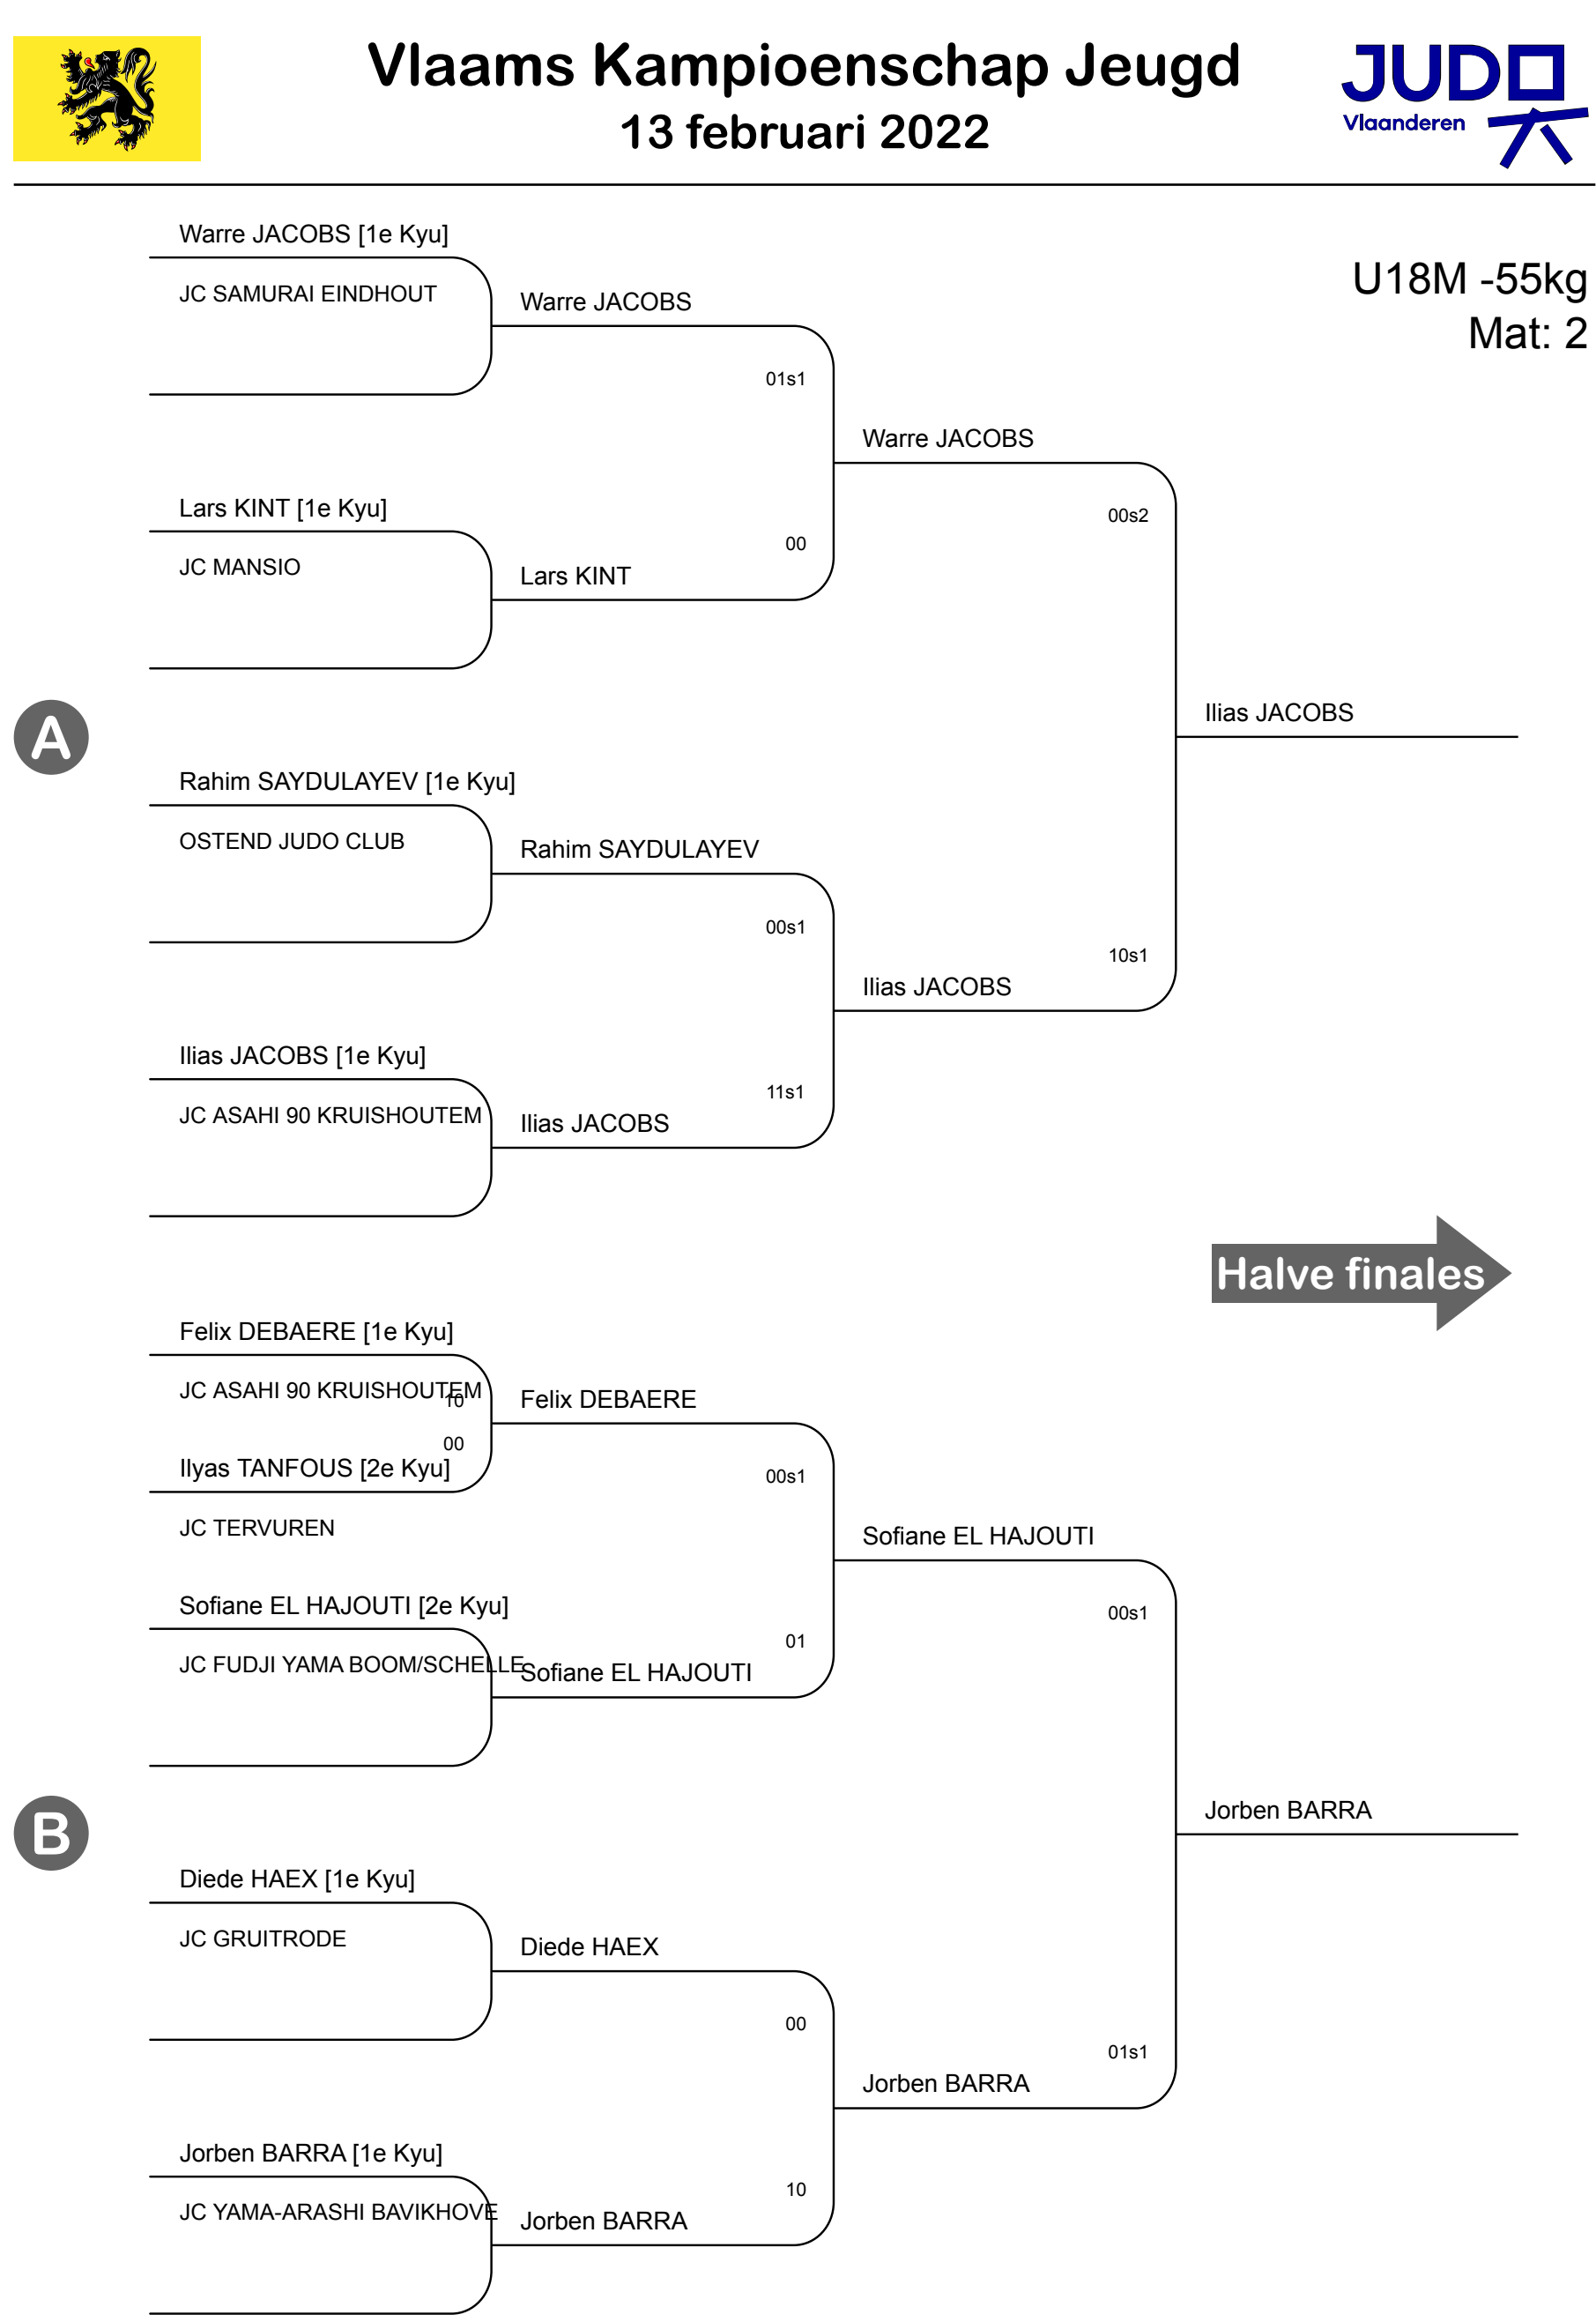 Vlaams Kampioenschap Jeugd
13 februari 2022
JUDO
Vlaanderen
U18M -55kg
Mat: 2
Warre JACOBS [1e Kyu]
JC SAMURAI EINDHOUT
Warre JACOBS
01s1
Warre JACOBS
Lars KINT [1e Kyu]
00s2
00
JC MANSIO
Lars KINT
A
Ilias JACOBS
Rahim SAYDULAYEV [1e Kyu]
OSTEND JUDO CLUB
Rahim SAYDULAYEV
00s1
10s1
Ilias JACOBS
Ilias JACOBS [1e Kyu]
11s1
JC ASAHI 90 KRUISHOUTEM
Ilias JACOBS
Halve finales
Felix DEBAERE [1e Kyu]
JC ASAHI 90 KRUISHOUTEM
10
Felix DEBAERE
00
Ilyas TANFOUS [2e Kyu]
00s1
JC TERVUREN
Sofiane EL HAJOUTI
Sofiane EL HAJOUTI [2e Kyu]
00s1
01
JC FUDJI YAMA BOOM/SCHELLE
Sofiane EL HAJOUTI
B
Jorben BARRA
Diede HAEX [1e Kyu]
JC GRUITRODE
Diede HAEX
00
01s1
Jorben BARRA
Jorben BARRA [1e Kyu]
10
JC YAMA-ARASHI BAVIKHOVE
Jorben BARRA